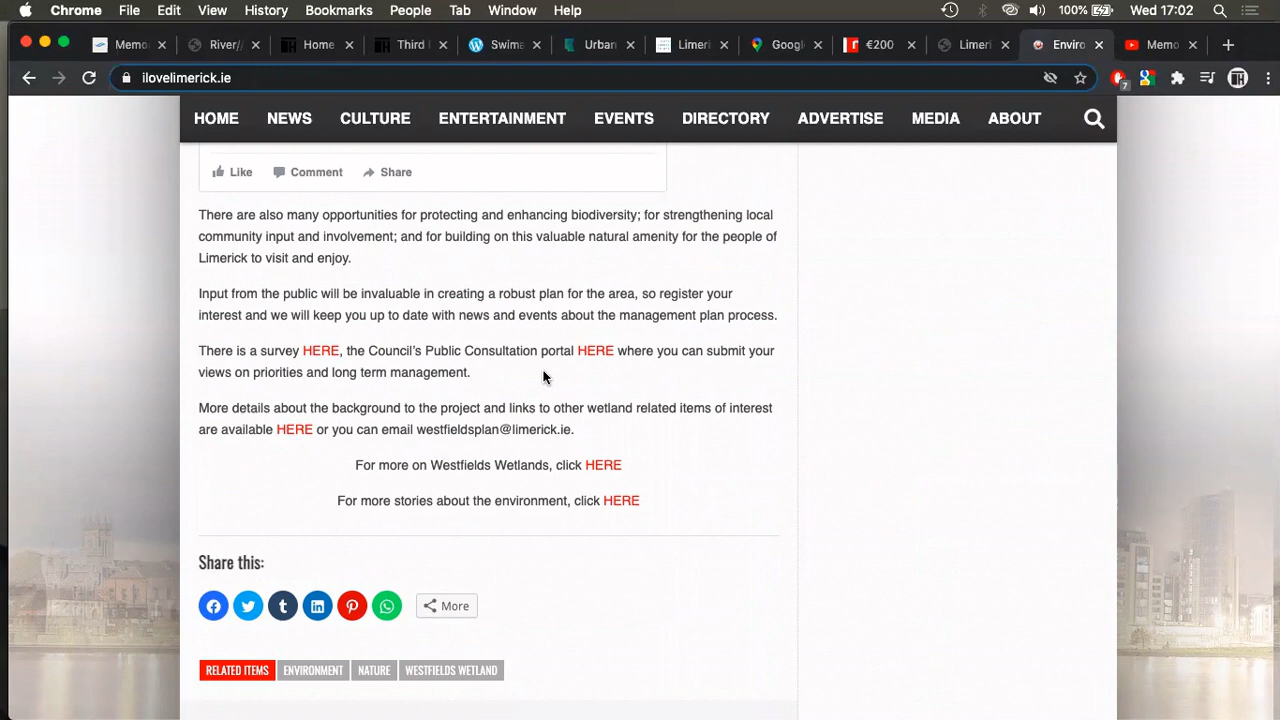 Chrome File Edit View History Bookmarks People Tab Window Help 100% Wed 17:02
Memo River// Home Third Swima Urban Limeri Googl €200 Limeri Enviro Memo
ilovelimerick.ie 7
HOME NEWS CULTURE ENTERTAINMENT EVENTS DIRECTORY ADVERTISE MEDIA ABOUT
Like Comment Share
There are also many opportunities for protecting and enhancing biodiversity; for strengthening local
community input and involvement; and for building on this valuable natural amenity for the people of
Limerick to visit and enjoy.
Input from the public will be invaluable in creating a robust plan for the area, so register your
interest and we will keep you up to date with news and events about the management plan process.
There is a survey HERE, the Council's Public Consultation portal HERE where you can submit your
views on priorities and long term management.
More details about the background to the project and links to other wetland related items of interest
are available HERE or you can email westfieldsplan@limerick.ie.
For more on Westfields Wetlands, click HERE
For more stories about the environment, click HERE
Share this:
More
RELATED ITEMS ENVIRONMENT NATURE WESTFIELDS WETLAND